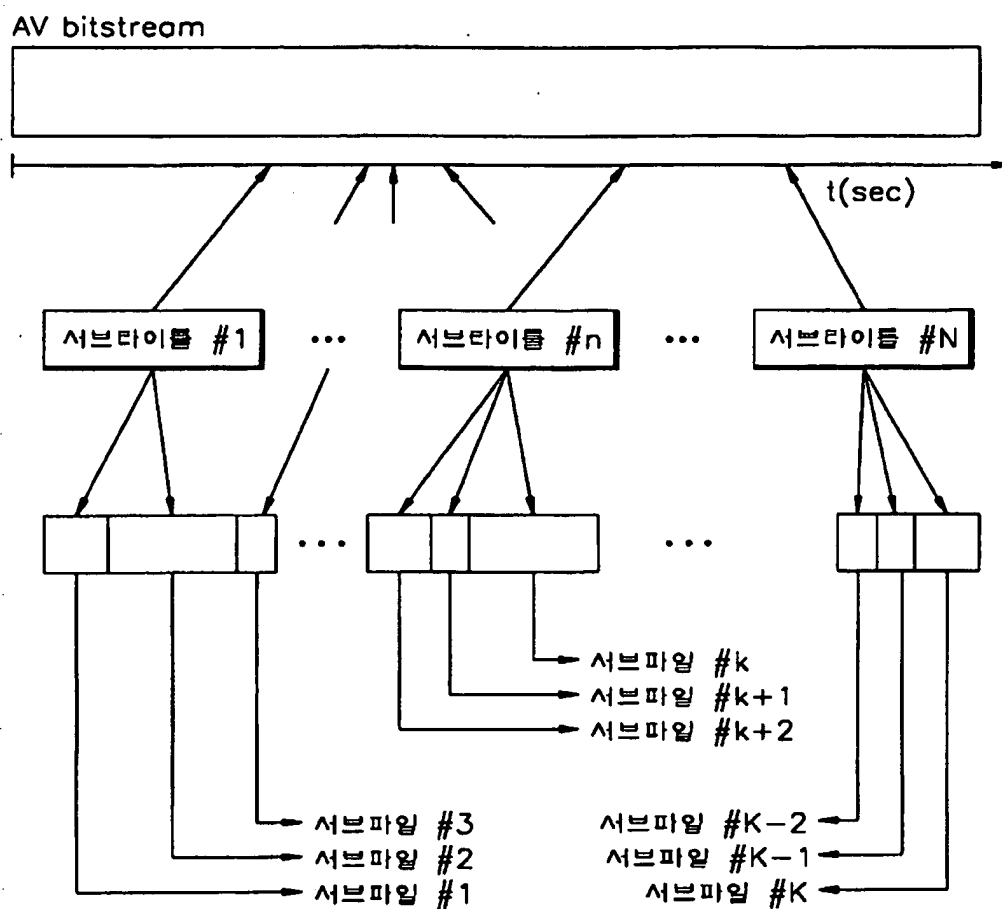 AV bitstream
t(sec)
서브타이틀 #1 ... 서브타이틀 #n ... 서브타이틀 #N
...
...
서브파일 #k
서브파일 #k+1
서브파일 #k+2
서브파일 #3
서브파일 #2
서브파일 #1
서브파일 #K-2
서브파일 #K-1
서브파일 #K